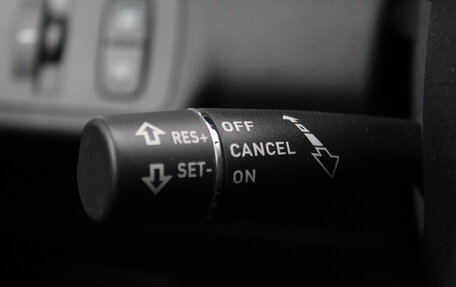 RES+
SET-
OFF
CANCEL
ON